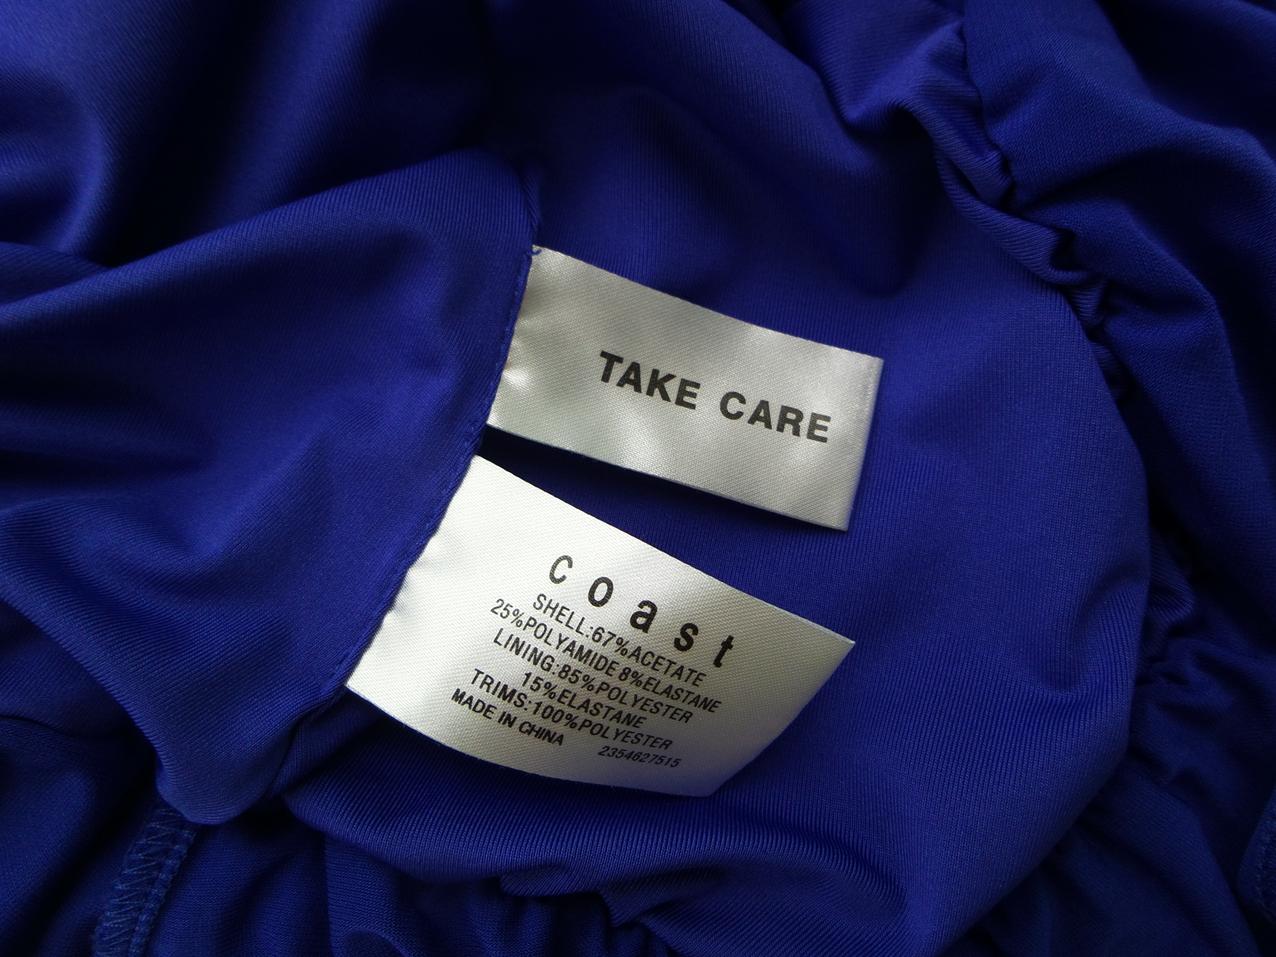 TAKE CARE
coast
SHELL:67%ACETATE
25%POLYAMIDE 8%ELASTANE
LINING:85%POLYESTER
15%ELASTANE
TRIMS:100%POLYESTER
MADE IN CHINA 2354627515